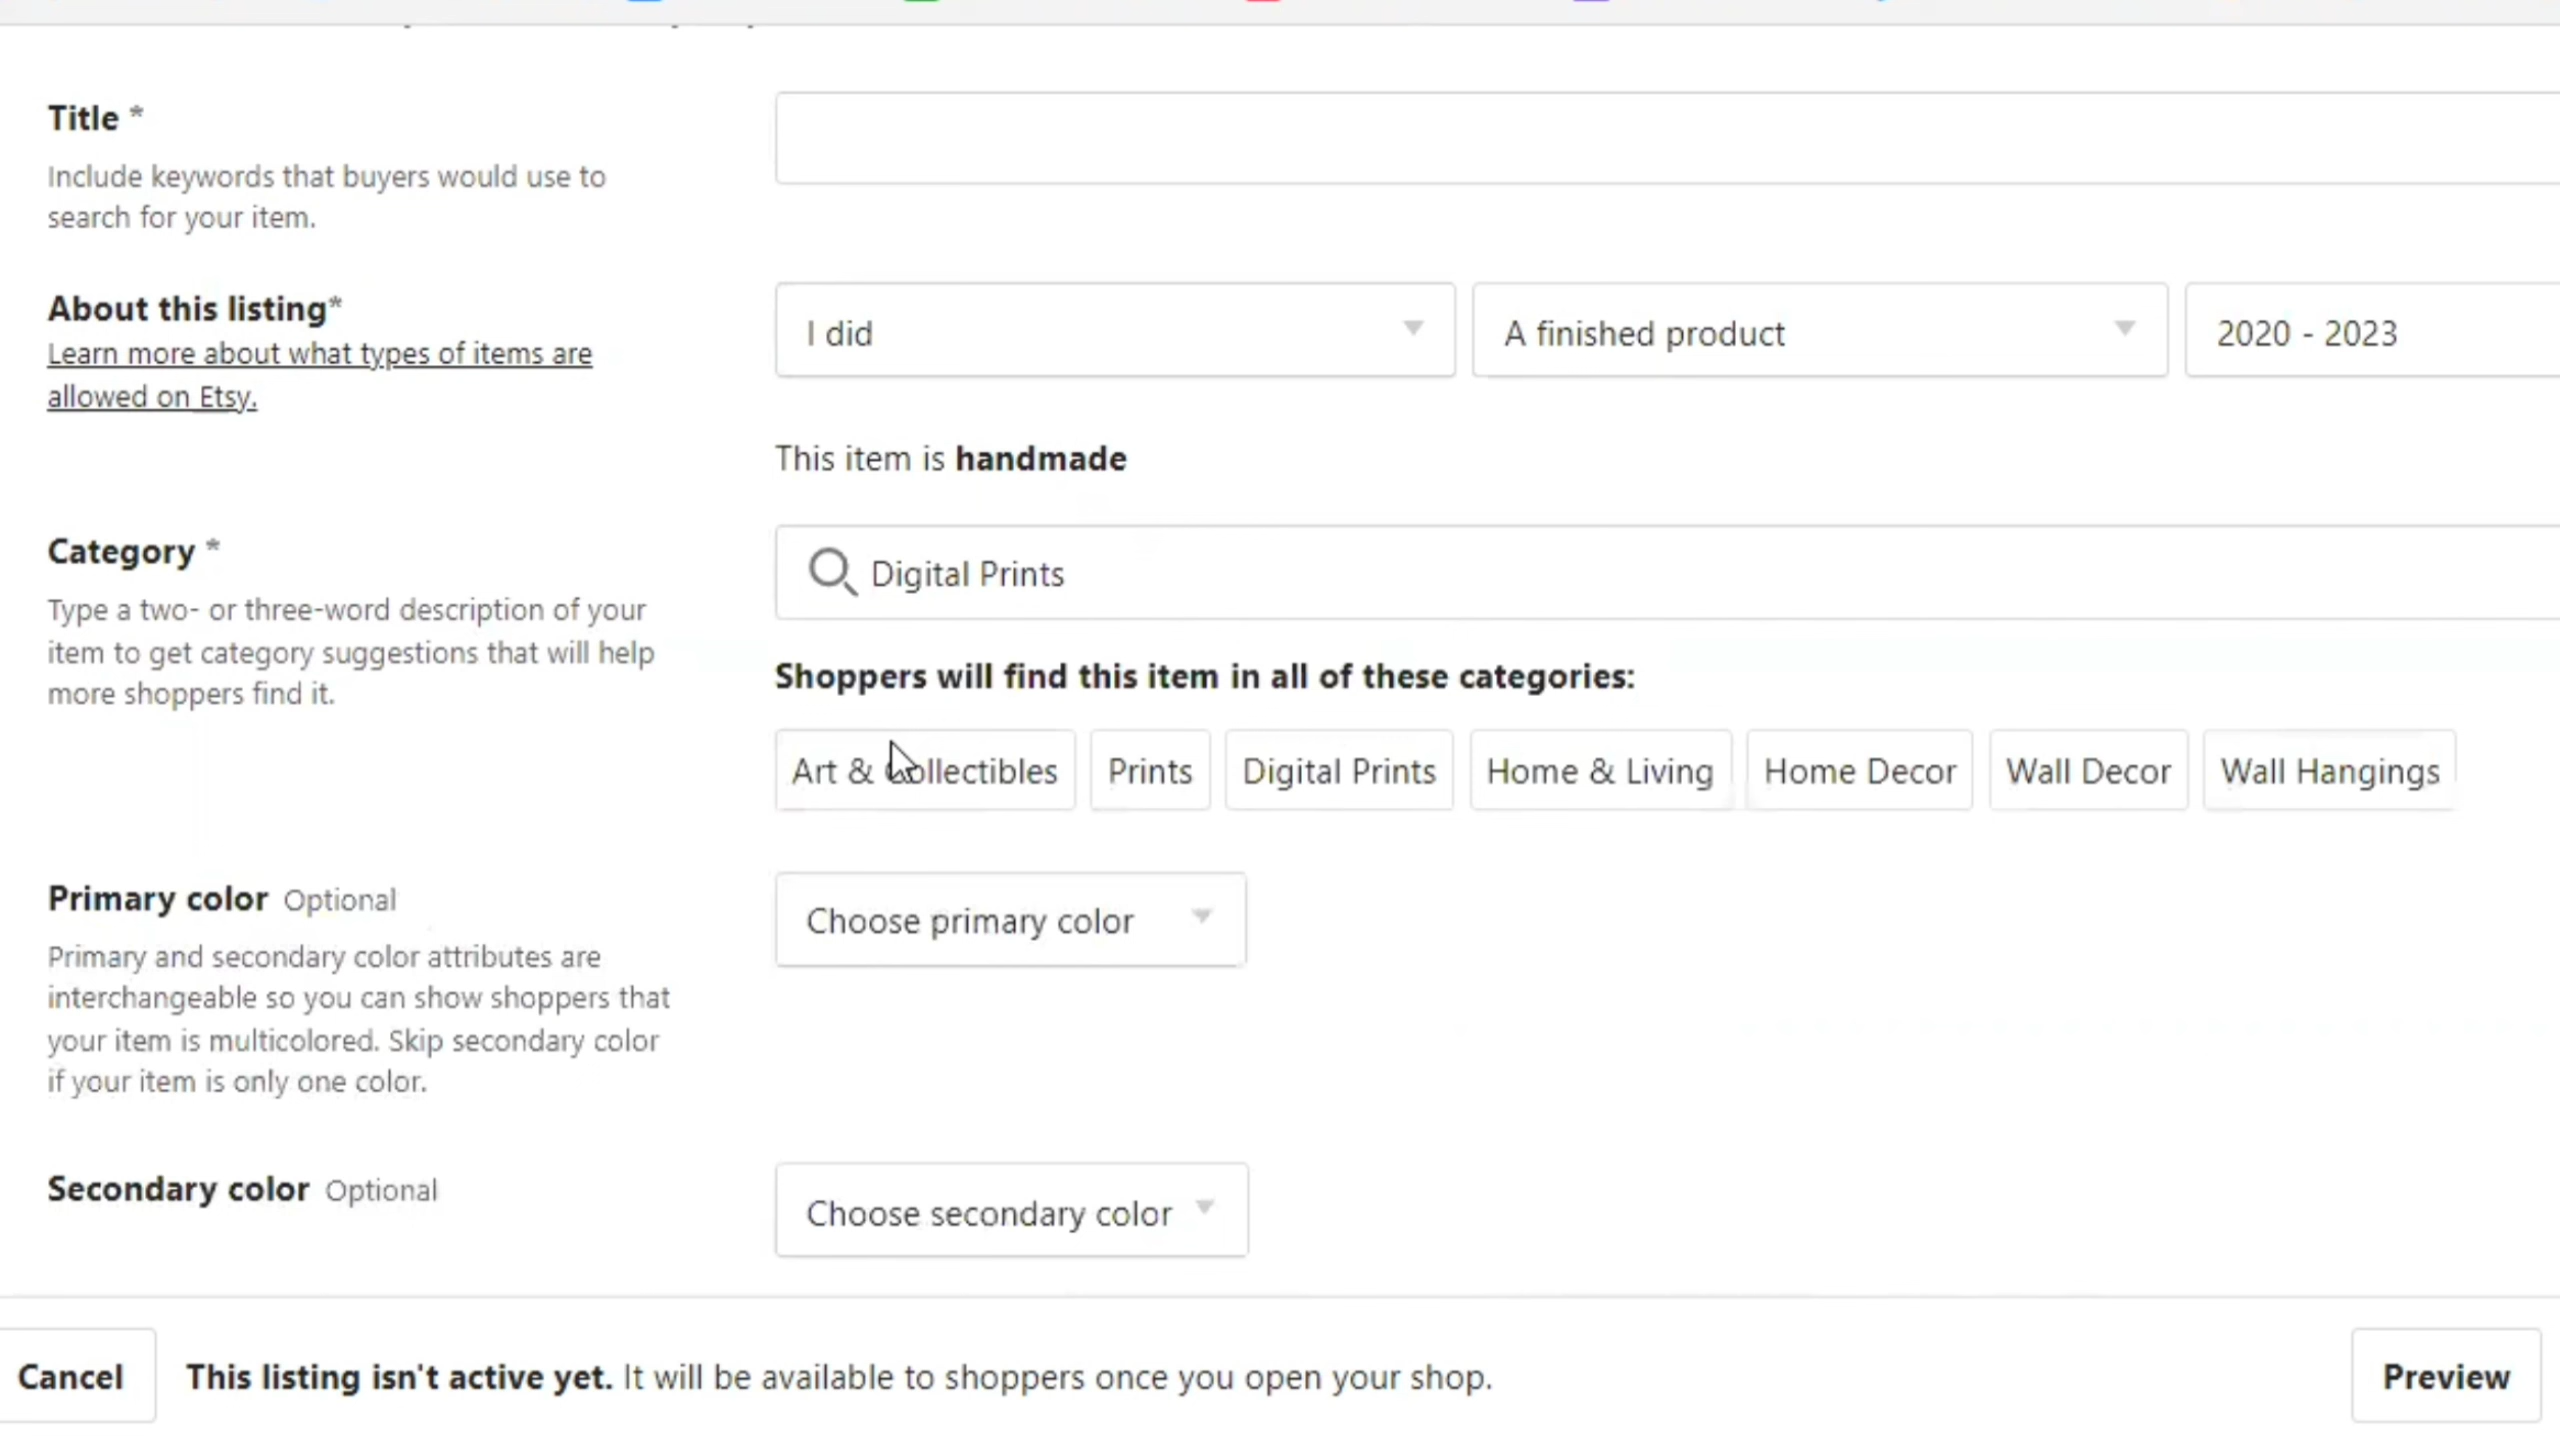 Title *
Include keywords that buyers would use to
search for your item.
About this listing*
Learn more about what types of items are
allowed on Etsy.
I did
A finished product
2020 - 2023
This item is handmade
Category *
Type a two- or three-word description of your
item to get category suggestions that will help
more shoppers find it.
Digital Prints
Shoppers will find this item in all of these categories:
Art & Collectibles
Prints
Digital Prints
Home & Living
Home Decor
Wall Decor
Wall Hangings
Primary color Optional
Primary and secondary color attributes are
interchangeable so you can show shoppers that
your item is multicolored. Skip secondary color
if your item is only one color.
Choose primary color
Secondary color Optional
Choose secondary color
Cancel
This listing isn't active yet. It will be available to shoppers once you open your shop.
Preview